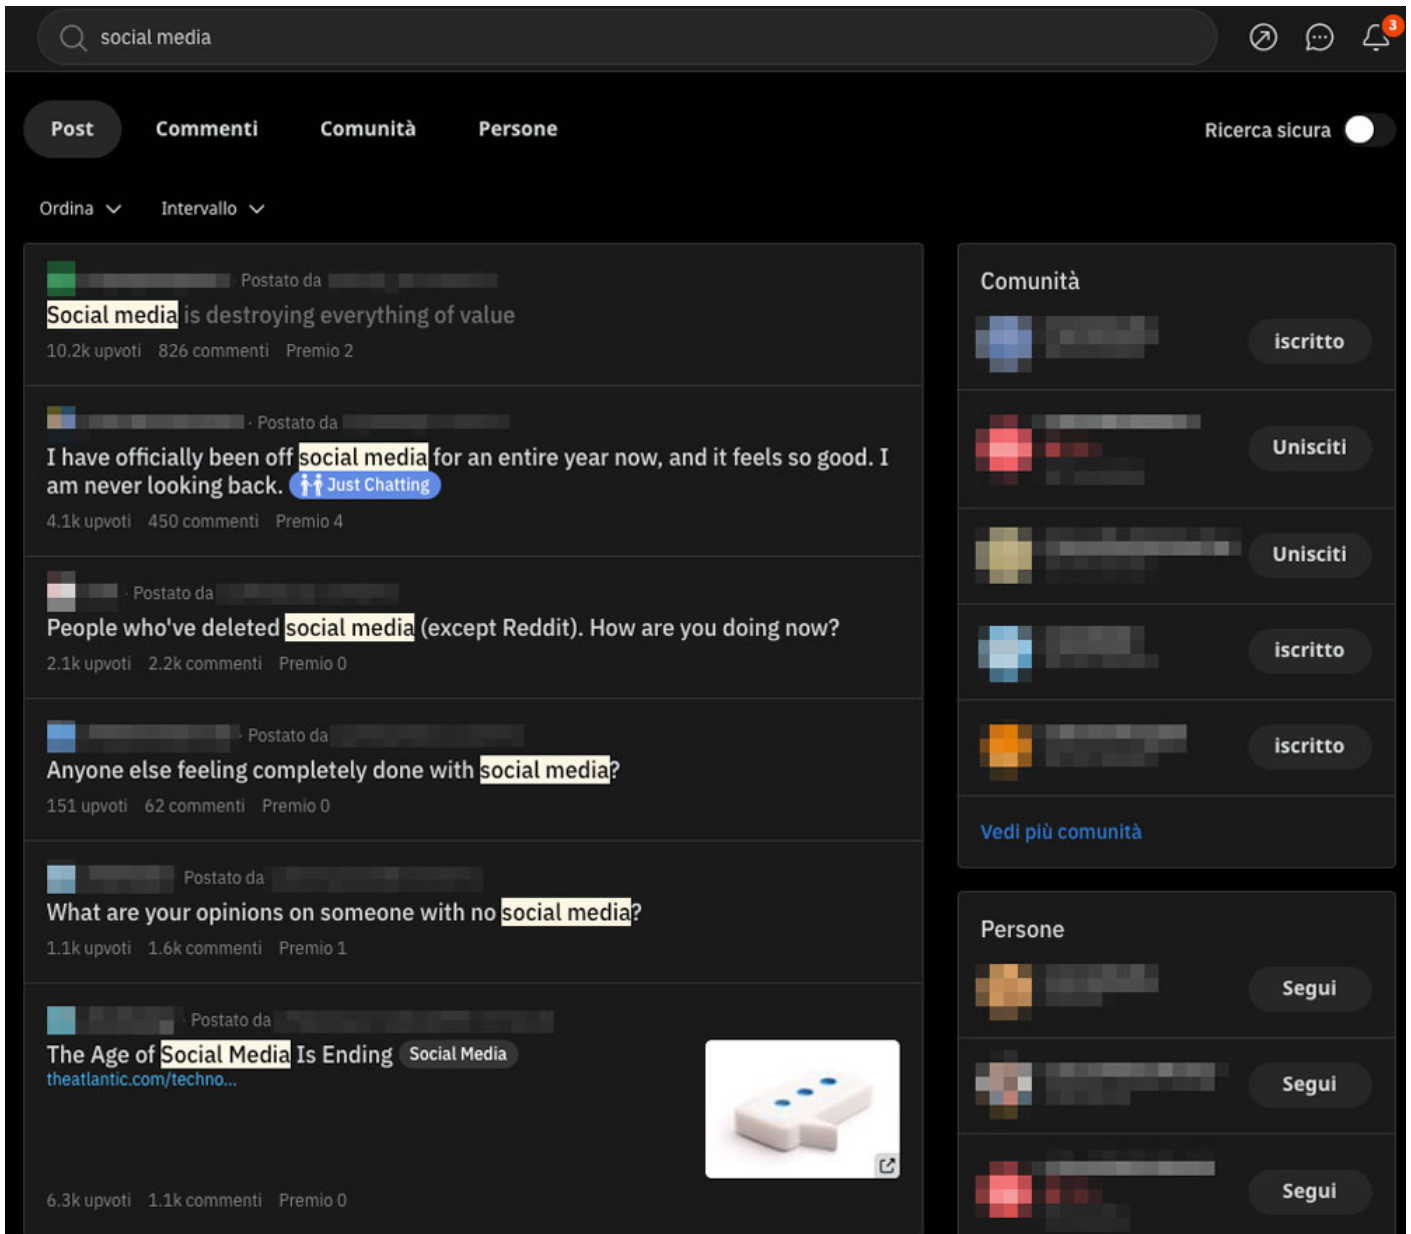 social media
3
Post Commenti Comunità Persone
Ricerca sicura
Ordina Intervallo
· Postato da
Social media is destroying everything of value
10.2k upvoti 826 commenti Premio 2
· Postato da
I have officially been off social media for an entire year now, and it feels so good. I
am never looking back. Just Chatting
4.1k upvoti 450 commenti Premio 4
· Postato da
People who've deleted social media (except Reddit). How are you doing now?
2.1k upvoti 2.2k commenti Premio 0
· Postato da
Anyone else feeling completely done with social media?
151 upvoti 62 commenti Premio 0
Postato da
What are your opinions on someone with no social media?
1.1k upvoti 1.6k commenti Premio 1
· Postato da
The Age of Social Media Is Ending Social Media
theatlantic.com/techno...
6.3k upvoti 1.1k commenti Premio 0
Comunità
iscritto
Unisciti
Unisciti
iscritto
iscritto
Vedi più comunità
Persone
Segui
Segui
Segui